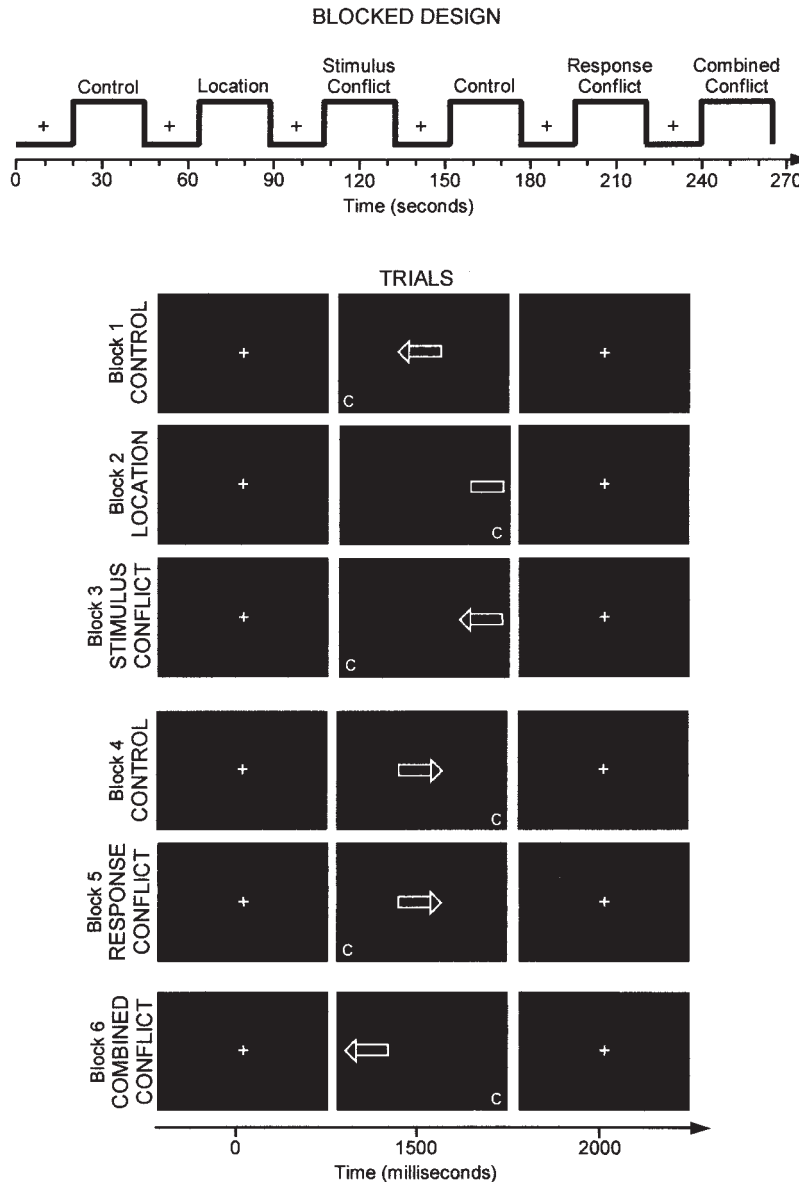 BLOCKED DESIGN
Control
Location
Stimulus
Conflict
Control
Response
Conflict
Combined
Conflict
+ + + + + +
0 30 60 90 120 150 180 210 240 270
Time (seconds)
TRIALS
Block 1
CONTROL
+
C
+
Block 2
LOCATION
+
C
+
Block 3
STIMULUS
CONFLICT
+
C
+
Block 4
CONTROL
+
C
+
Block 5
RESPONSE
CONFLICT
+
C
+
Block 6
COMBINED
CONFLICT
+
C
+
0 1500 2000
Time (milliseconds)